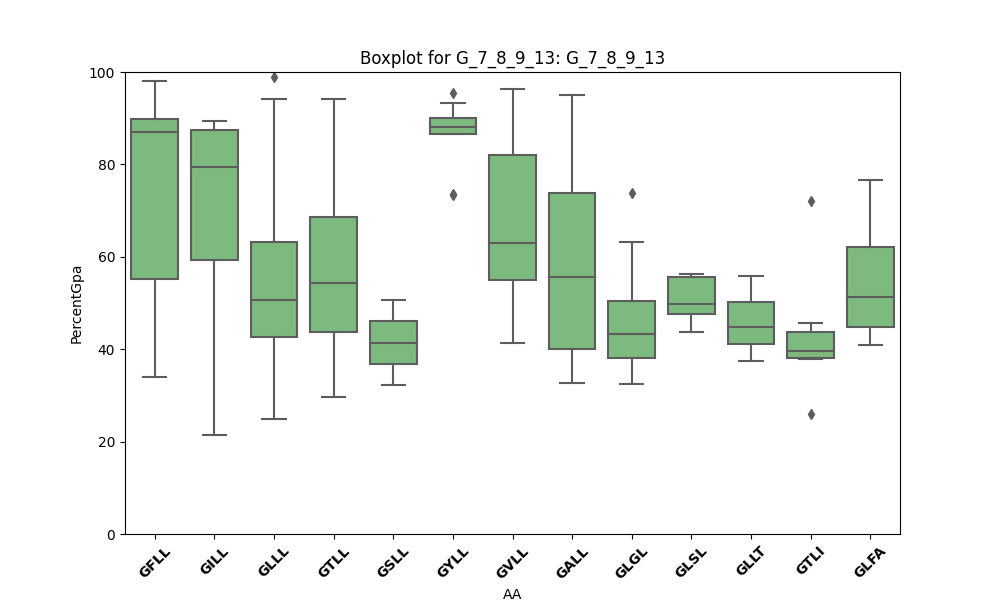 Boxplot for G_7_8_9_13: G_7_8_9_13
100
80
60
40
20
0
PercentGpa
GFLL GILL GLLL GTLL GSLL GYLL GVLL GALL GLGL GLSL GLLT GTLI GLFA
AA